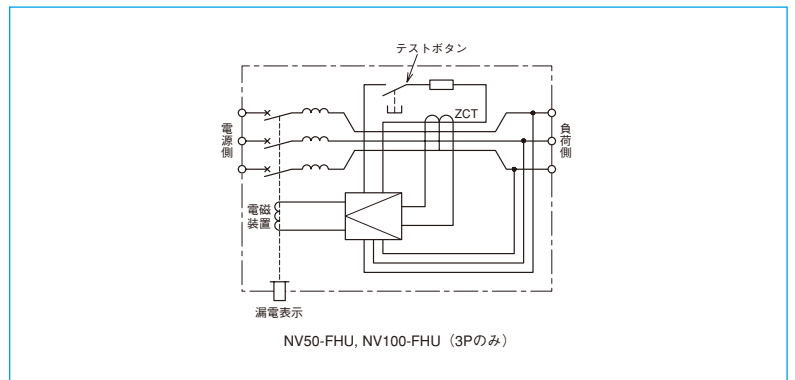 テストボタン
ZCT
電源側
負荷側
電磁
装置
漏電表示
NV50-FHU, NV100-FHU（3Pのみ）